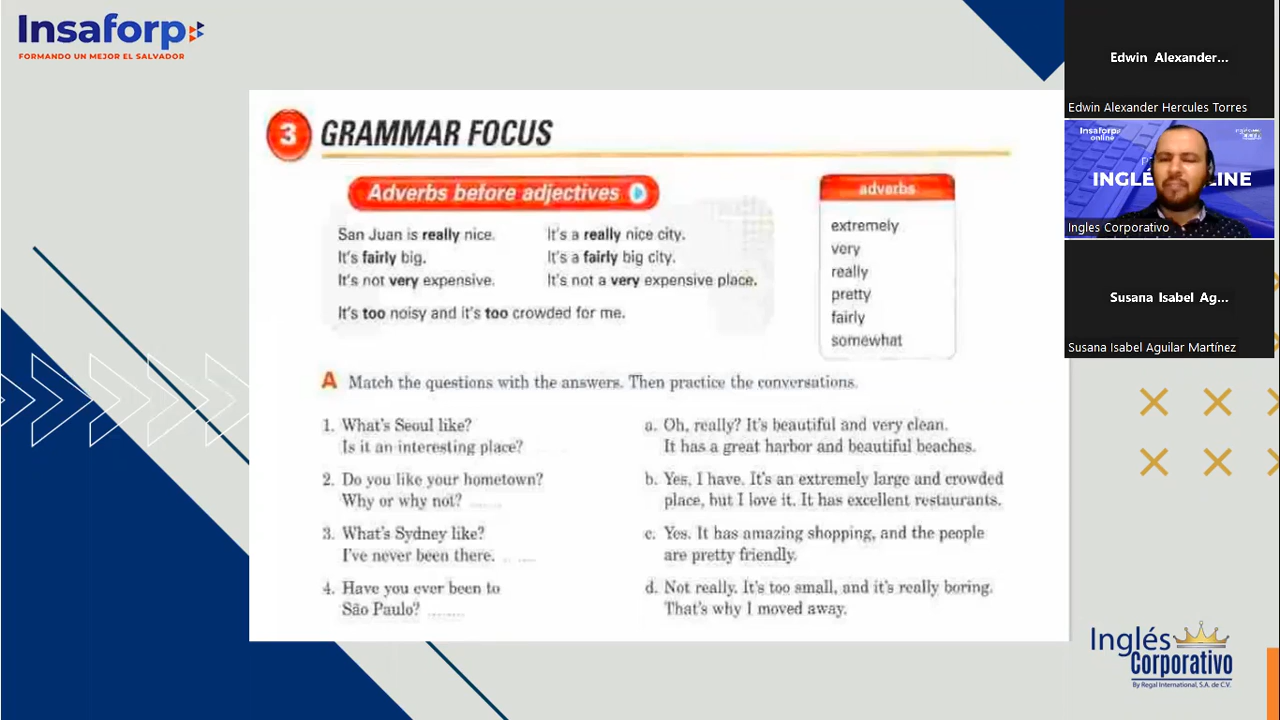 Insaforp
FORMANDO UN MEJOR EL SALVADOR
3 GRAMMAR FOCUS
Adverbs before adjectives
San Juan is really nice.
It's a really nice city.
It's fairly big.
It's a fairly big city.
It's not very expensive.
It's not a very expensive place.
It's too noisy and it's too crowded for me.
adverbs
extremely
very
really
pretty
fairly
somewhat
A Match the questions with the answers. Then practice the conversations.
1. What's Seoul like?
Is it an interesting place?
2. Do you like your hometown?
Why or why not?
3. What's Sydney like?
I've never been there.
4. Have you ever been to
São Paulo?
a. Oh, really? It's beautiful and very clean.
It has a great harbor and beautiful beaches.
b. Yes, I have. It's an extremely large and crowded
place, but I love it. It has excellent restaurants.
c. Yes. It has amazing shopping, and the people
are pretty friendly.
d. Not really. It's too small, and it's really boring.
That's why I moved away.
Edwin Alexander...
Edwin Alexander Hercules Torres
Insaforp
online
INGLÉ
LINE
Ingles Corporativo
Susana Isabel Ag...
Susana Isabel Aguilar Martínez
Inglés
Corporativo
By Regal International, S.A. de C.V.